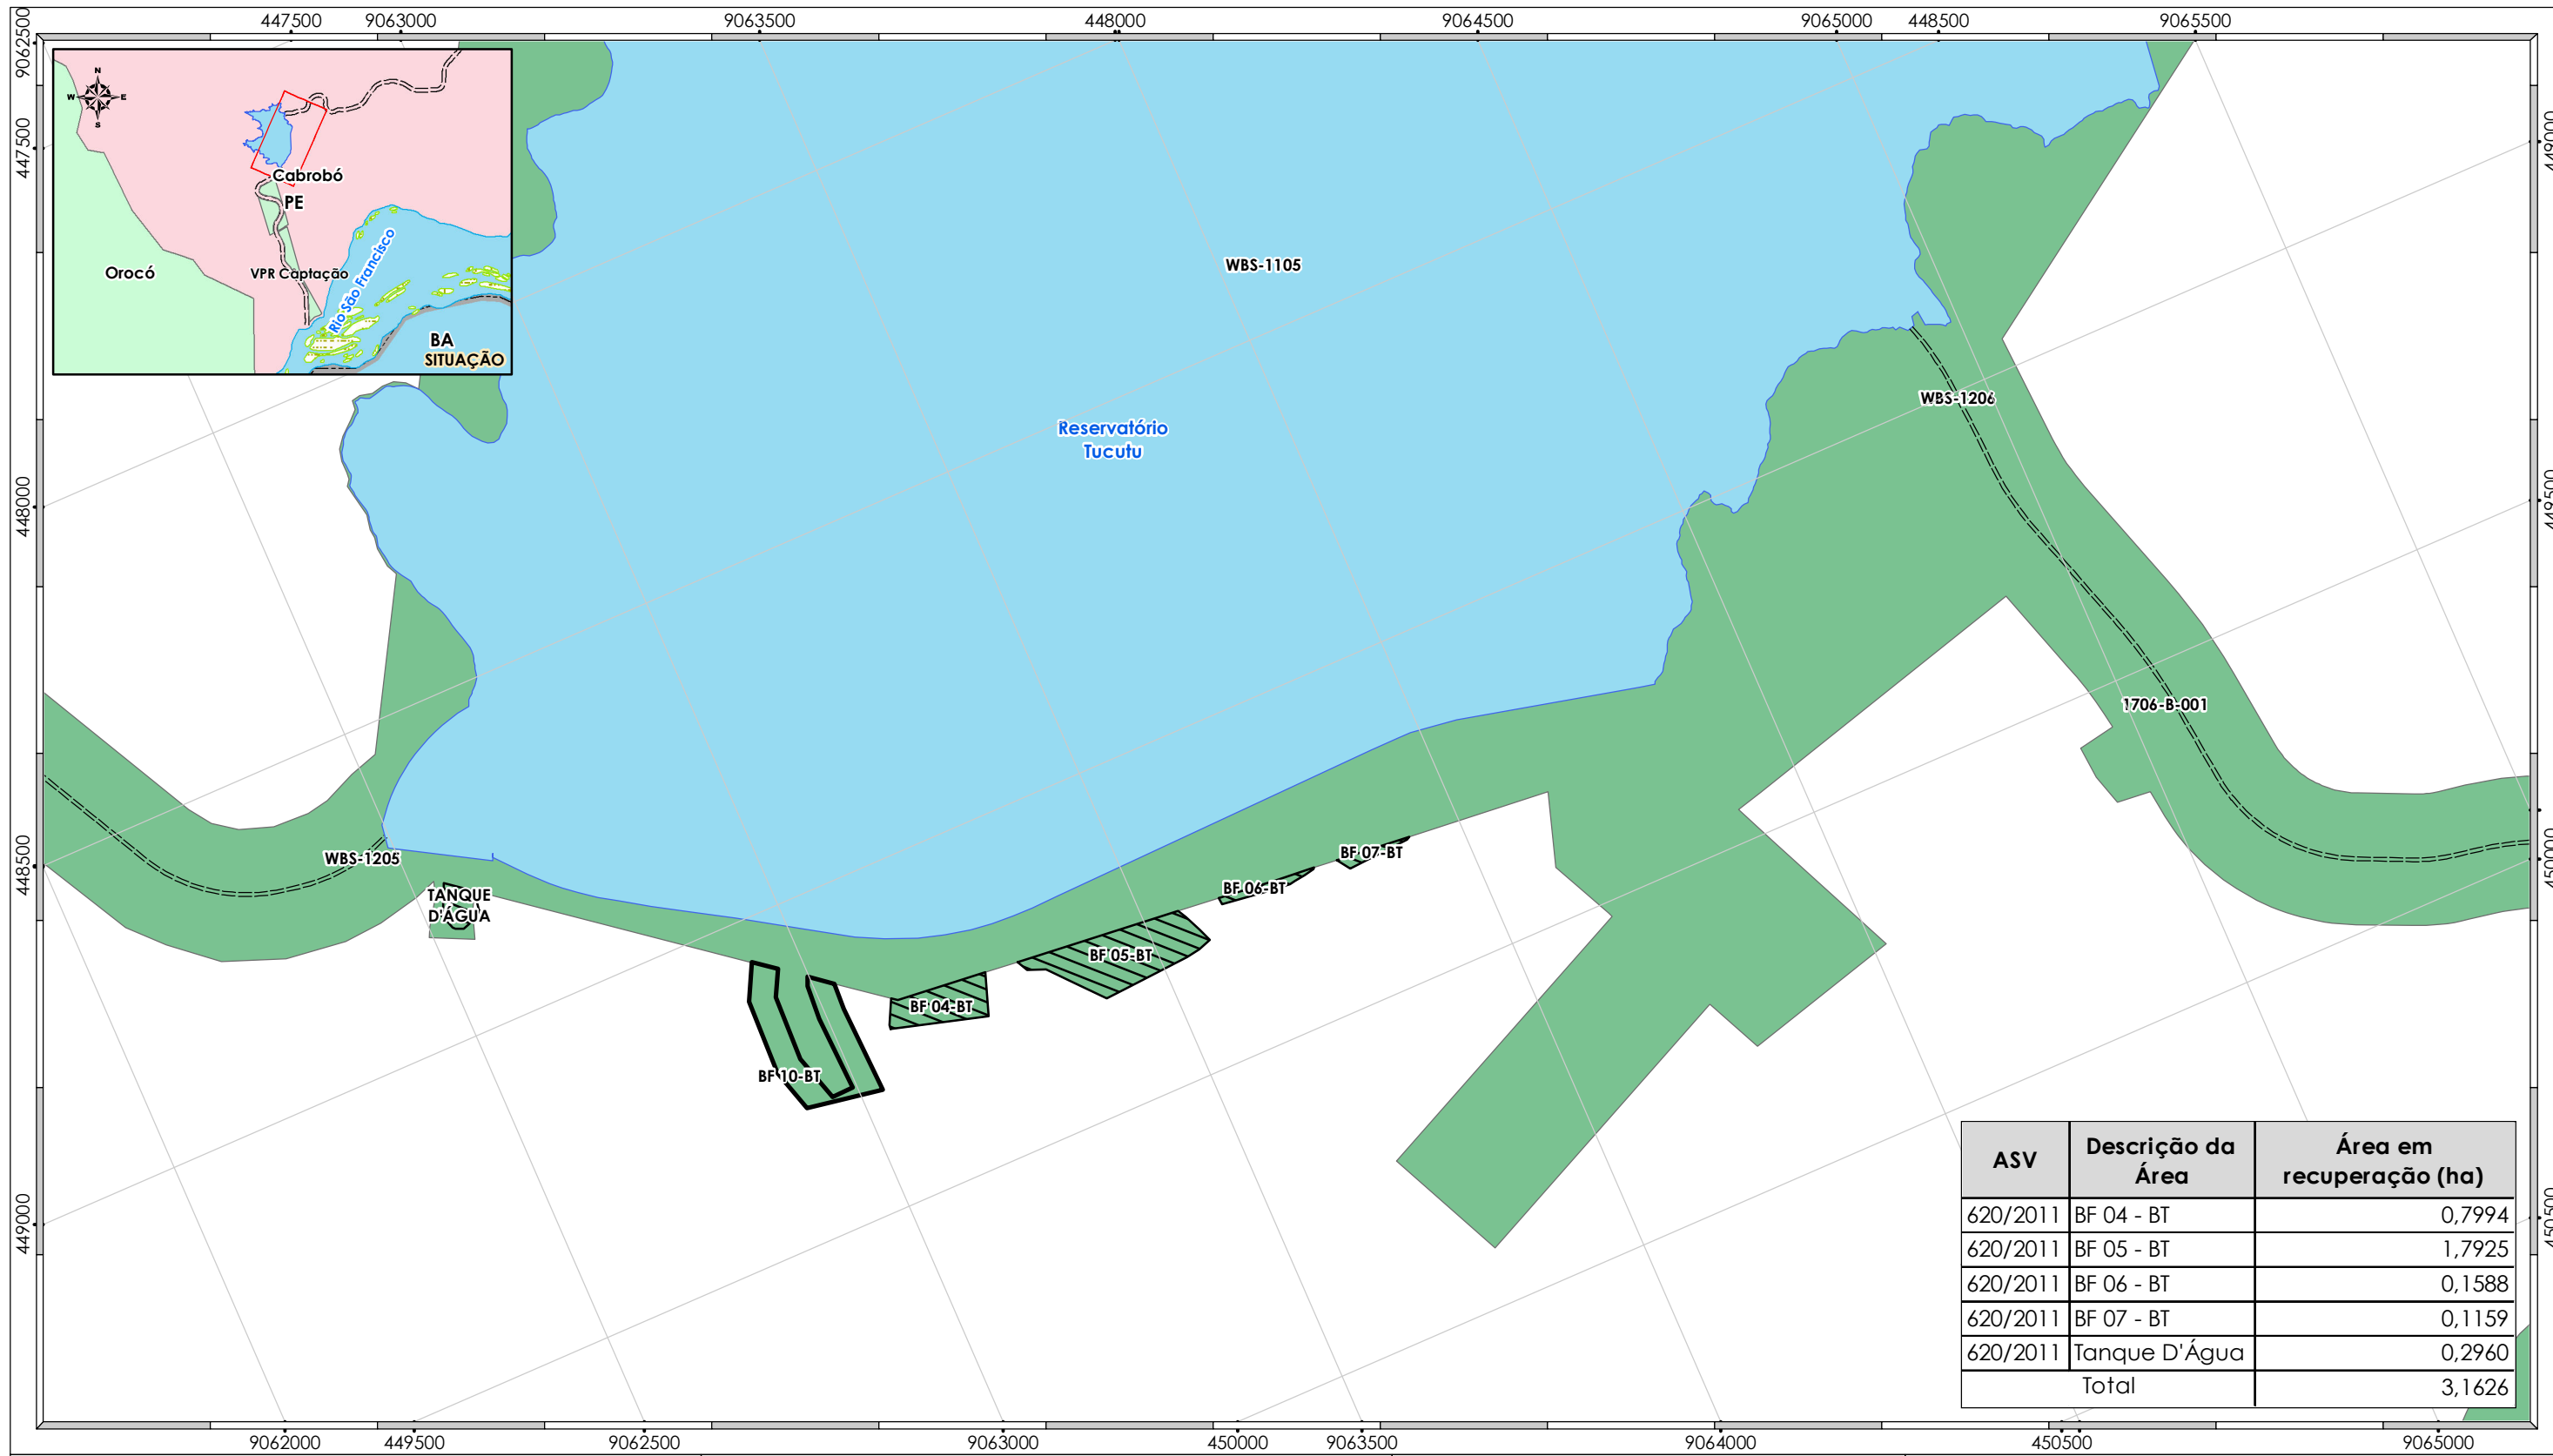 447500 9063000 9063500 448000 9064500 9065000 448500 9065500
9062500
447500
448000
448500
449000
449000
449500
450000
450500
N
W E
S
Cabrobó
PE
Orocó
VPR Captação
Rio São Francisco
BA
SITUAÇÃO
WBS-1105
Reservatório
Tucutu
WBS-1206
1706-B-001
WBS-1205
TANQUE
D'ÁGUA
BF 07-BT
BF 06-BT
BF 05-BT
BF 04-BT
BF 10-BT
ASV Descrição da Área Área em recuperação (ha)
620/2011 BF 04 - BT 0,7994
620/2011 BF 05 - BT 1,7925
620/2011 BF 06 - BT 0,1588
620/2011 BF 07 - BT 0,1159
620/2011 Tanque D'Água 0,2960
Total 3,1626
9062000 449500 9062500 9063000 450000 9063500 9064000 450500 9065000